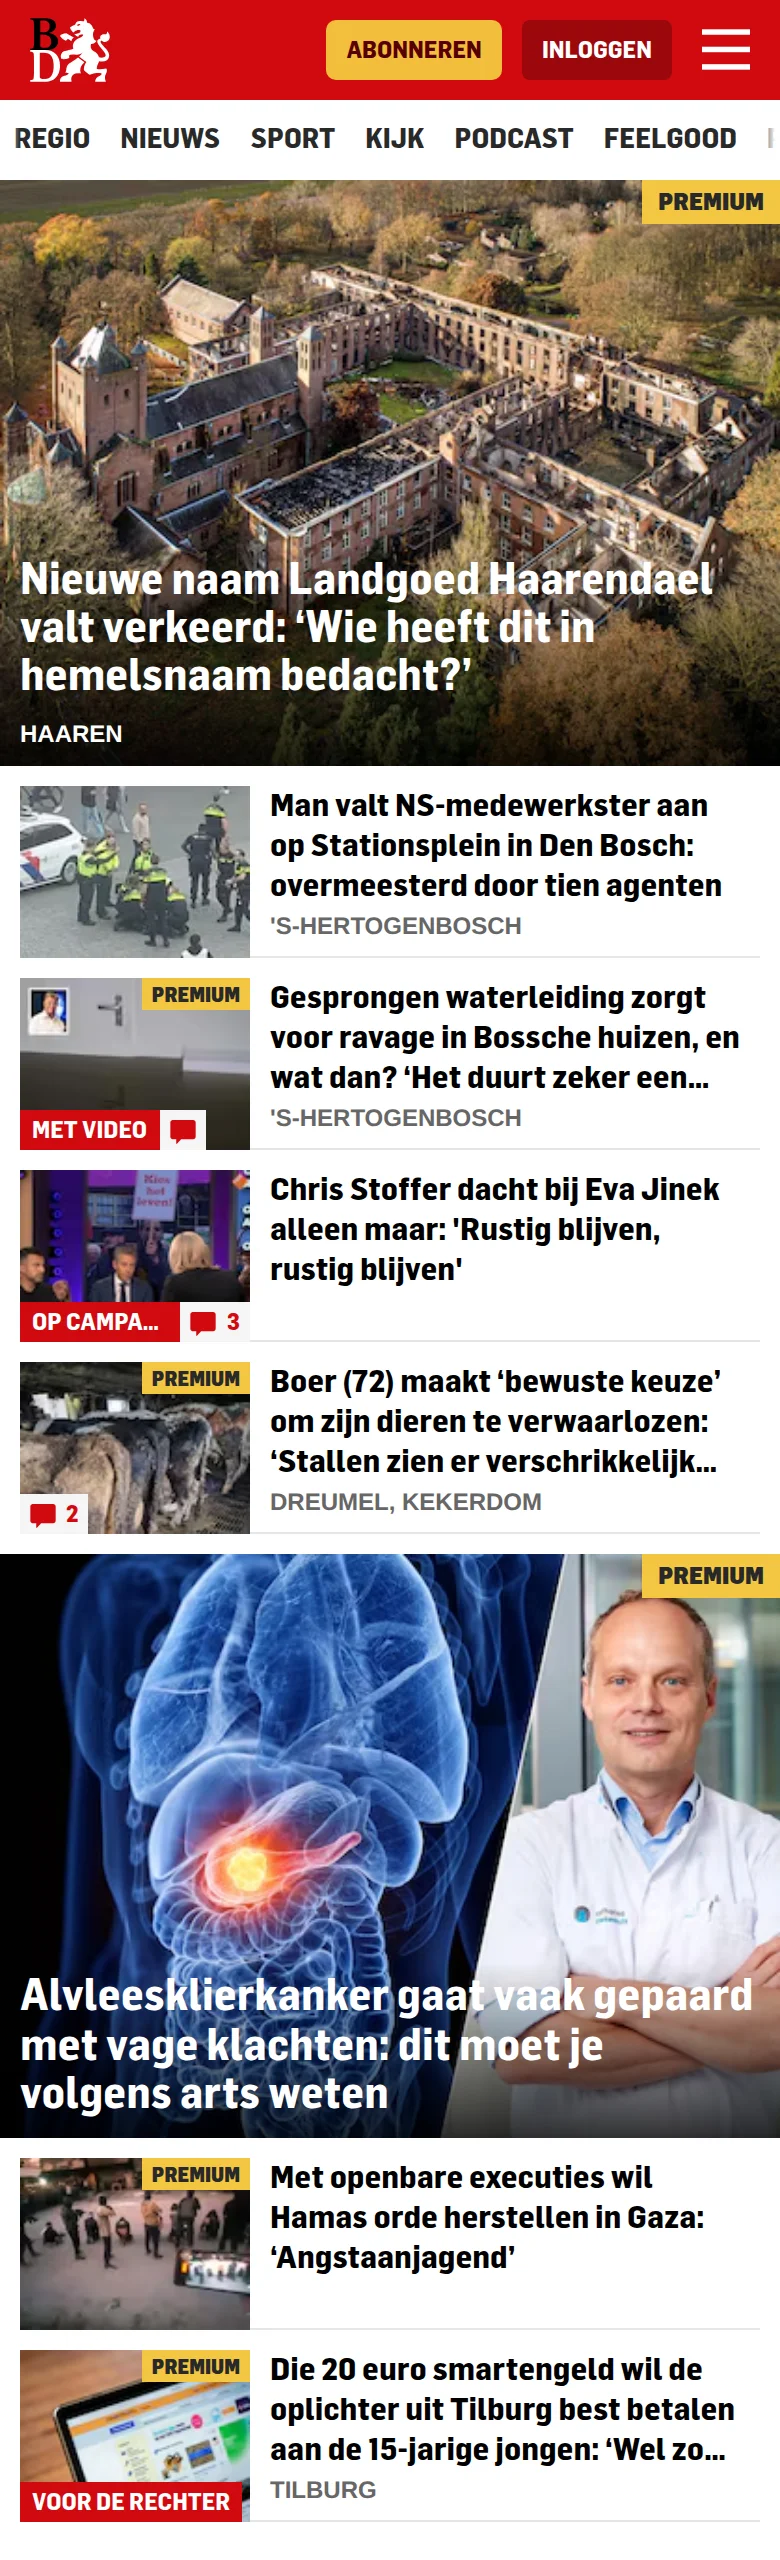 BD
ABONNEREN
INLOGGEN
REGIO NIEUWS SPORT KIJK PODCAST FEELGOOD
PREMIUM
Nieuwe naam Landgoed Haarendael
valt verkeerd: ‘Wie heeft dit in
hemelsnaam bedacht?’
HAAREN
Man valt NS-medewerkster aan
op Stationsplein in Den Bosch:
overmeesterd door tien agenten
'S-HERTOGENBOSCH
PREMIUM
MET VIDEO
Gesprongen waterleiding zorgt
voor ravage in Bossche huizen, en
wat dan? ‘Het duurt zeker een...
'S-HERTOGENBOSCH
Kies
het
leven!
OP CAMPA...
3
Chris Stoffer dacht bij Eva Jinek
alleen maar: 'Rustig blijven,
rustig blijven'
PREMIUM
2
Boer (72) maakt ‘bewuste keuze’
om zijn dieren te verwaarlozen:
‘Stallen zien er verschrikkelijk...
DREUMEL, KEKERDOM
PREMIUM
Alvleesklierkanker gaat vaak gepaard
met vage klachten: dit moet je
volgens arts weten
PREMIUM
Met openbare executies wil
Hamas orde herstellen in Gaza:
‘Angstaanjagend’
PREMIUM
VOOR DE RECHTER
Die 20 euro smartengeld wil de
oplichter uit Tilburg best betalen
aan de 15-jarige jongen: ‘Wel zo...
TILBURG